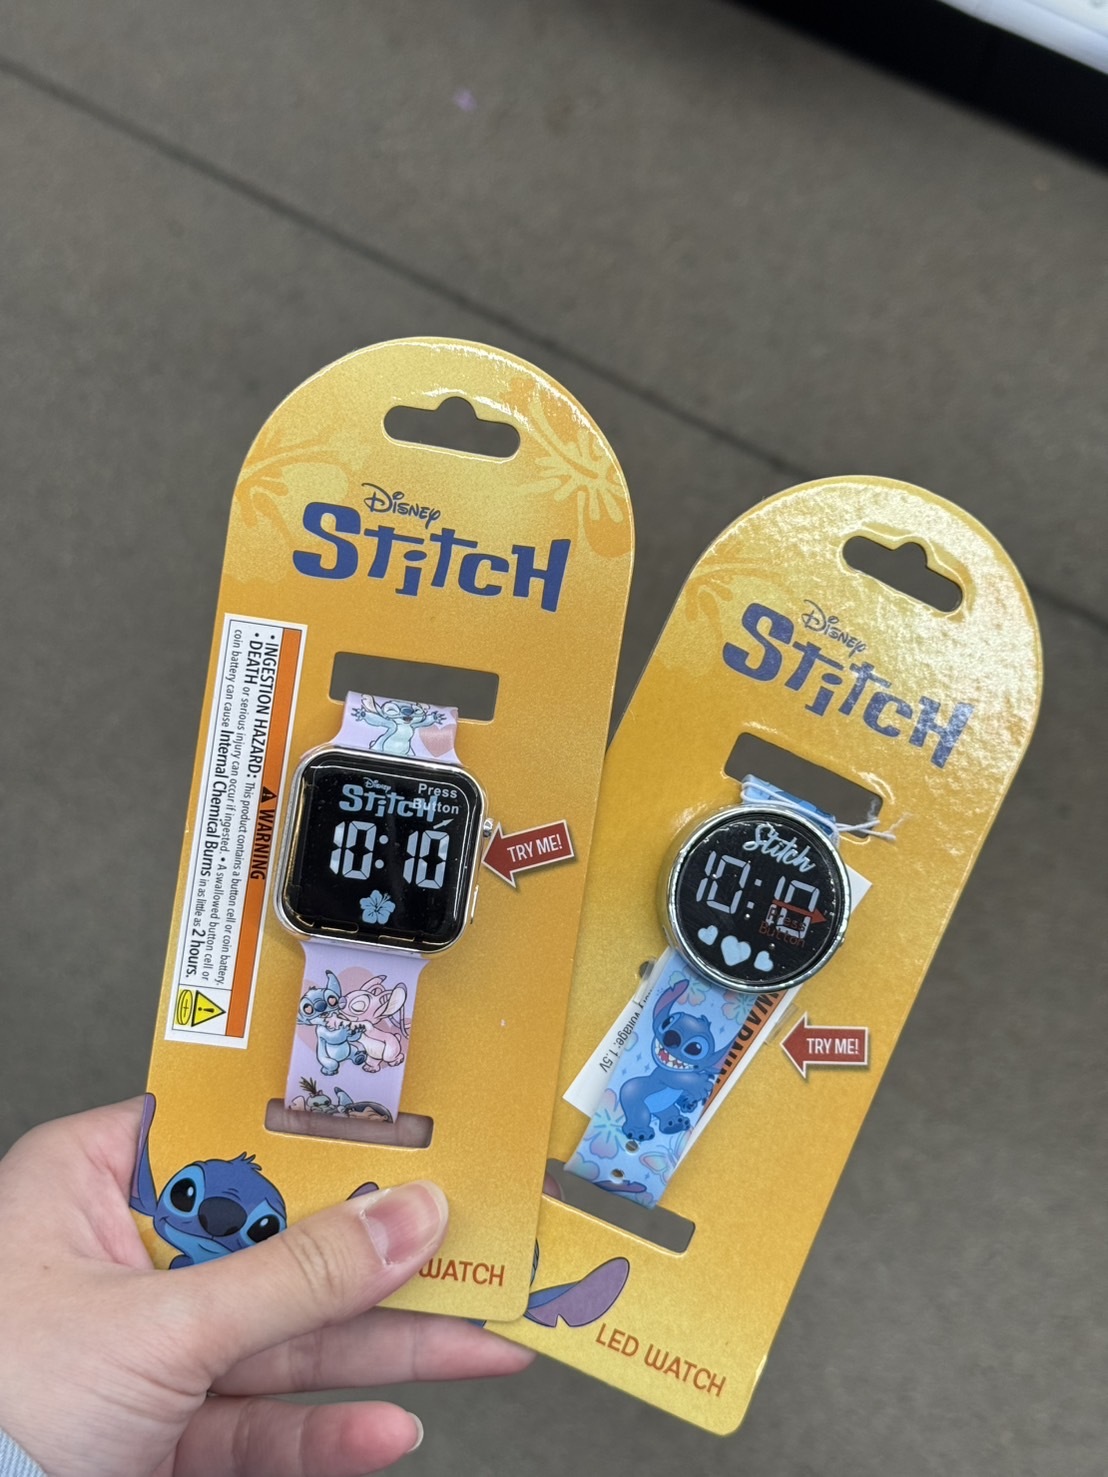 Disney
Stitch
• INGESTION HAZARD: This product contains a button cell or coin battery.
• DEATH or serious injury can occur if ingested. • A swallowed button cell or
coin battery can cause Internal Chemical Burns in as little as 2 hours.
WARNING
Disney
Stitch
Press
Button
10:10
TRY ME!
WATCH
Disney
Stitch
Stitch
10:10
Press
Button
voltage: 1.5V
TRY ME!
LED WATCH